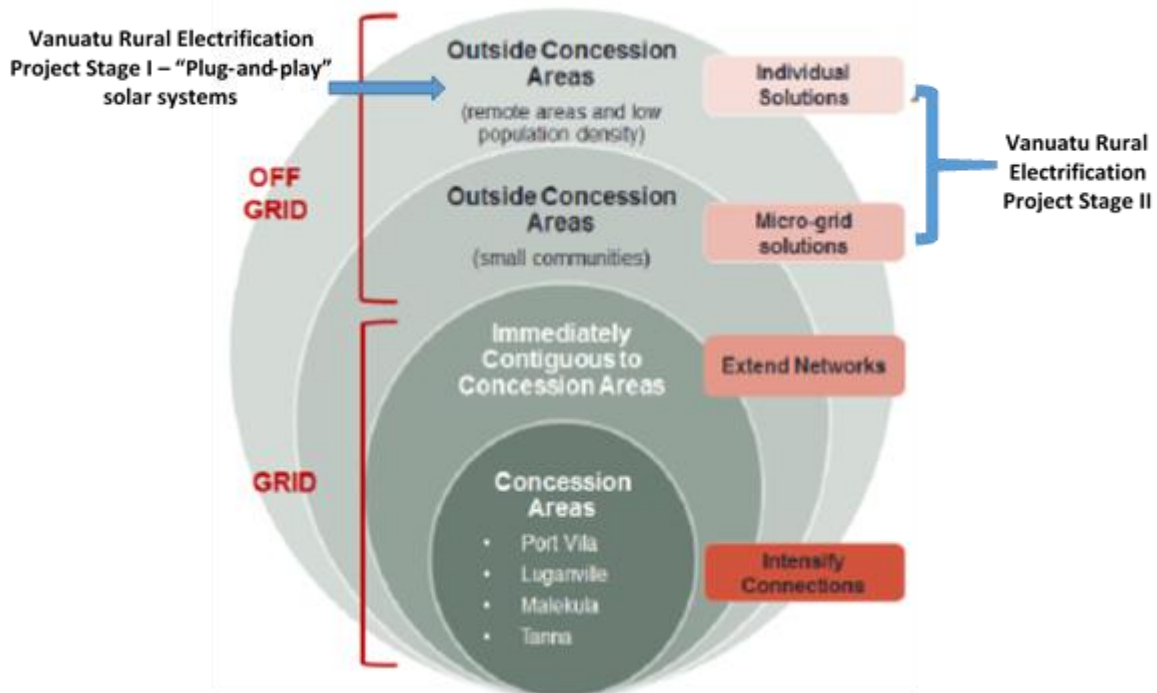 Vanuatu Rural Electrification
Project Stage I – “Plug-and-play”
solar systems
Outside Concession
Areas
(remote areas and low
population density)
Individual
Solutions
OFF
GRID
Vanuatu Rural
Electrification
Project Stage II
Outside Concession
Areas
(small communities)
Micro-grid
solutions
Immediately
Contiguous to
Concession Areas
Extend Networks
GRID
Concession
Areas
• Port Vila
• Luganville
• Malekula
• Tanna
Intensify
Connections